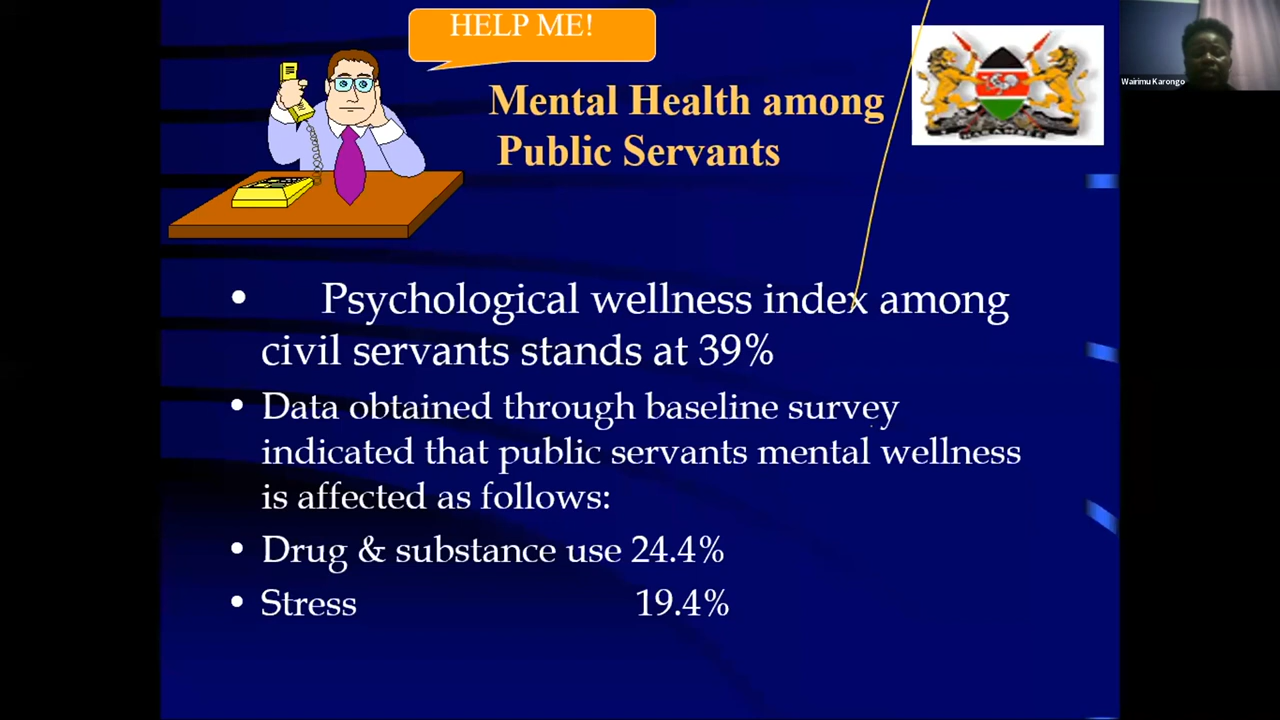 HELP ME!
Mental Health among
Public Servants
Wairimu Karongo
• Psychological wellness index among
civil servants stands at 39%
• Data obtained through baseline survey
indicated that public servants mental wellness
is affected as follows:
• Drug & substance use 24.4%
• Stress 19.4%